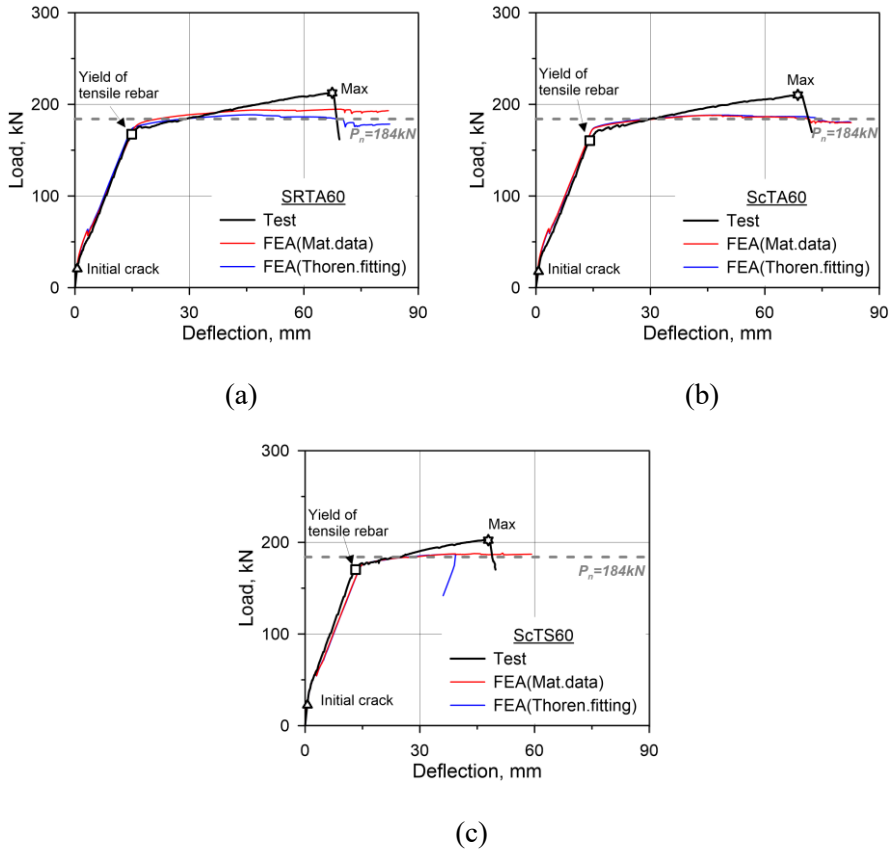 300
200
100
0
Load, kN
Yield of
tensile rebar
Max
Pn=184kN
SRTA60
Test
FEA(Mat.data)
FEA(Thoren.fitting)
Initial crack
0 30 60 90
Deflection, mm
(a)
300
200
100
0
Load, kN
Yield of
tensile rebar
Max
Pn=184kN
ScTA60
Test
FEA(Mat.data)
FEA(Thoren.fitting)
Initial crack
0 30 60 90
Deflection, mm
(b)
300
200
100
0
Load, kN
Yield of
tensile rebar
Max
Pn=184kN
ScTS60
Test
FEA(Mat.data)
FEA(Thoren.fitting)
Initial crack
0 30 60 90
Deflection, mm
(c)